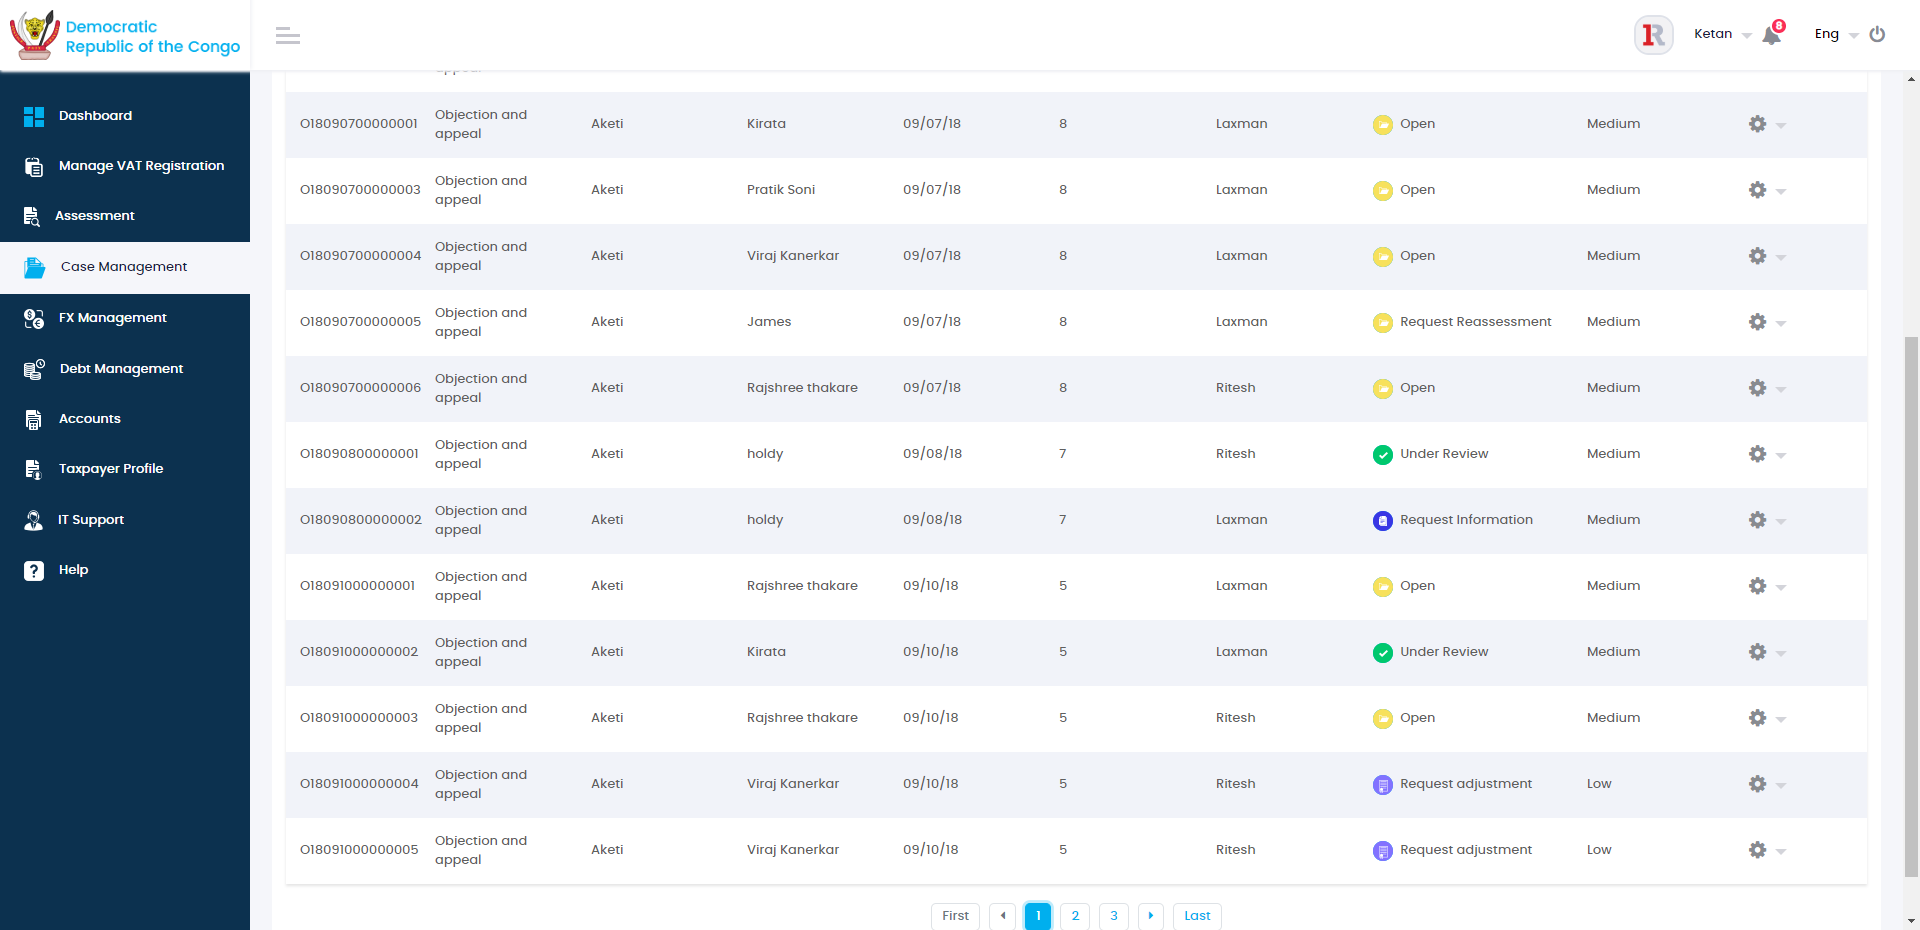 Democratic
Republic of the Congo
1R
Ketan
8
Eng
Dashboard
Manage VAT Registration
Assessment
Case Management
FX Management
Debt Management
Accounts
Taxpayer Profile
IT Support
Help
appeal
O18090700000001 Objection and appeal Aketi Kirata 09/07/18 8 Laxman Open Medium
O18090700000003 Objection and appeal Aketi Pratik Soni 09/07/18 8 Laxman Open Medium
O18090700000004 Objection and appeal Aketi Viraj Kanerkar 09/07/18 8 Laxman Open Medium
O18090700000005 Objection and appeal Aketi James 09/07/18 8 Laxman Request Reassessment Medium
O18090700000006 Objection and appeal Aketi Rajshree thakare 09/07/18 8 Ritesh Open Medium
O18090800000001 Objection and appeal Aketi holdy 09/08/18 7 Ritesh Under Review Medium
O18090800000002 Objection and appeal Aketi holdy 09/08/18 7 Laxman Request Information Medium
O18091000000001 Objection and appeal Aketi Rajshree thakare 09/10/18 5 Laxman Open Medium
O18091000000002 Objection and appeal Aketi Kirata 09/10/18 5 Laxman Under Review Medium
O18091000000003 Objection and appeal Aketi Rajshree thakare 09/10/18 5 Ritesh Open Medium
O18091000000004 Objection and appeal Aketi Viraj Kanerkar 09/10/18 5 Ritesh Request adjustment Low
O18091000000005 Objection and appeal Aketi Viraj Kanerkar 09/10/18 5 Ritesh Request adjustment Low
First 1 2 3 Last